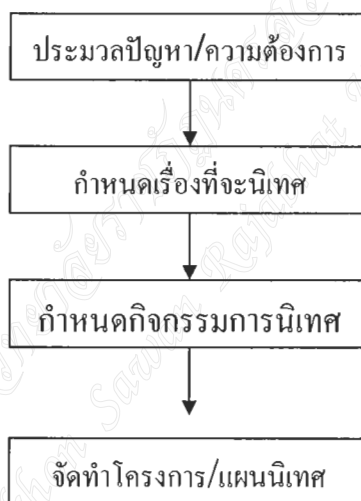 ประมวลปัญหา/ความต้องการ
กำหนดเรื่องที่จะนิเทศ
กำหนดกิจกรรมการนิเทศ
จัดทำโครงการ/แผนนิเทศ